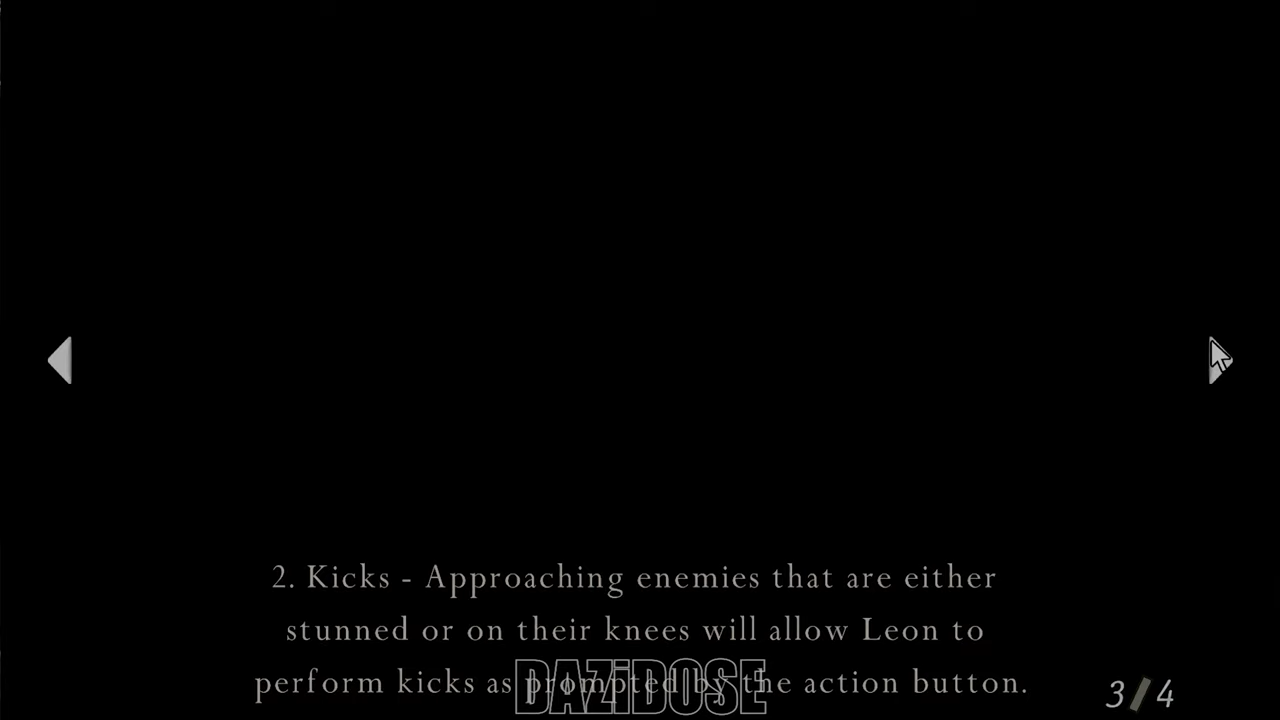 2. Kicks - Approaching enemies that are either
stunned or on their knees will allow Leon to
perform kicks as prompted by the action button.
DAZiDOSE
3/4